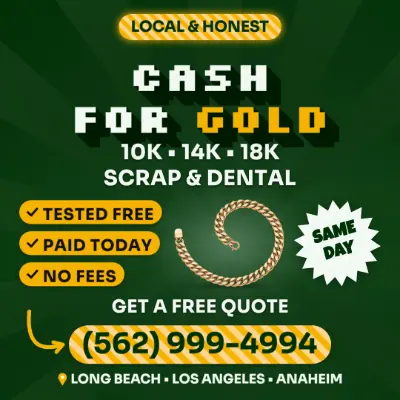 LOCAL & HONEST
CASH
FOR GOLD
10K ▪ 14K ▪ 18K
SCRAP & DENTAL
✓ TESTED FREE
✓ PAID TODAY
✓ NO FEES
SAME
DAY
GET A FREE QUOTE
(562) 999-4994
LONG BEACH ▪ LOS ANGELES ▪ ANAHEIM